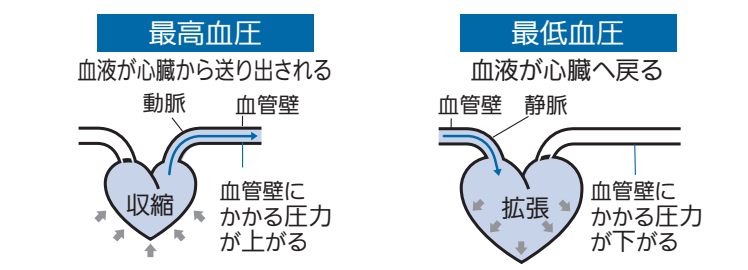 最高血圧
血液が心臓から送り出される
動脈
血管壁
収縮
血管壁に
かかる圧力
が上がる
最低血圧
血液が心臓へ戻る
血管壁
静脈
拡張
血管壁に
かかる圧力
が下がる